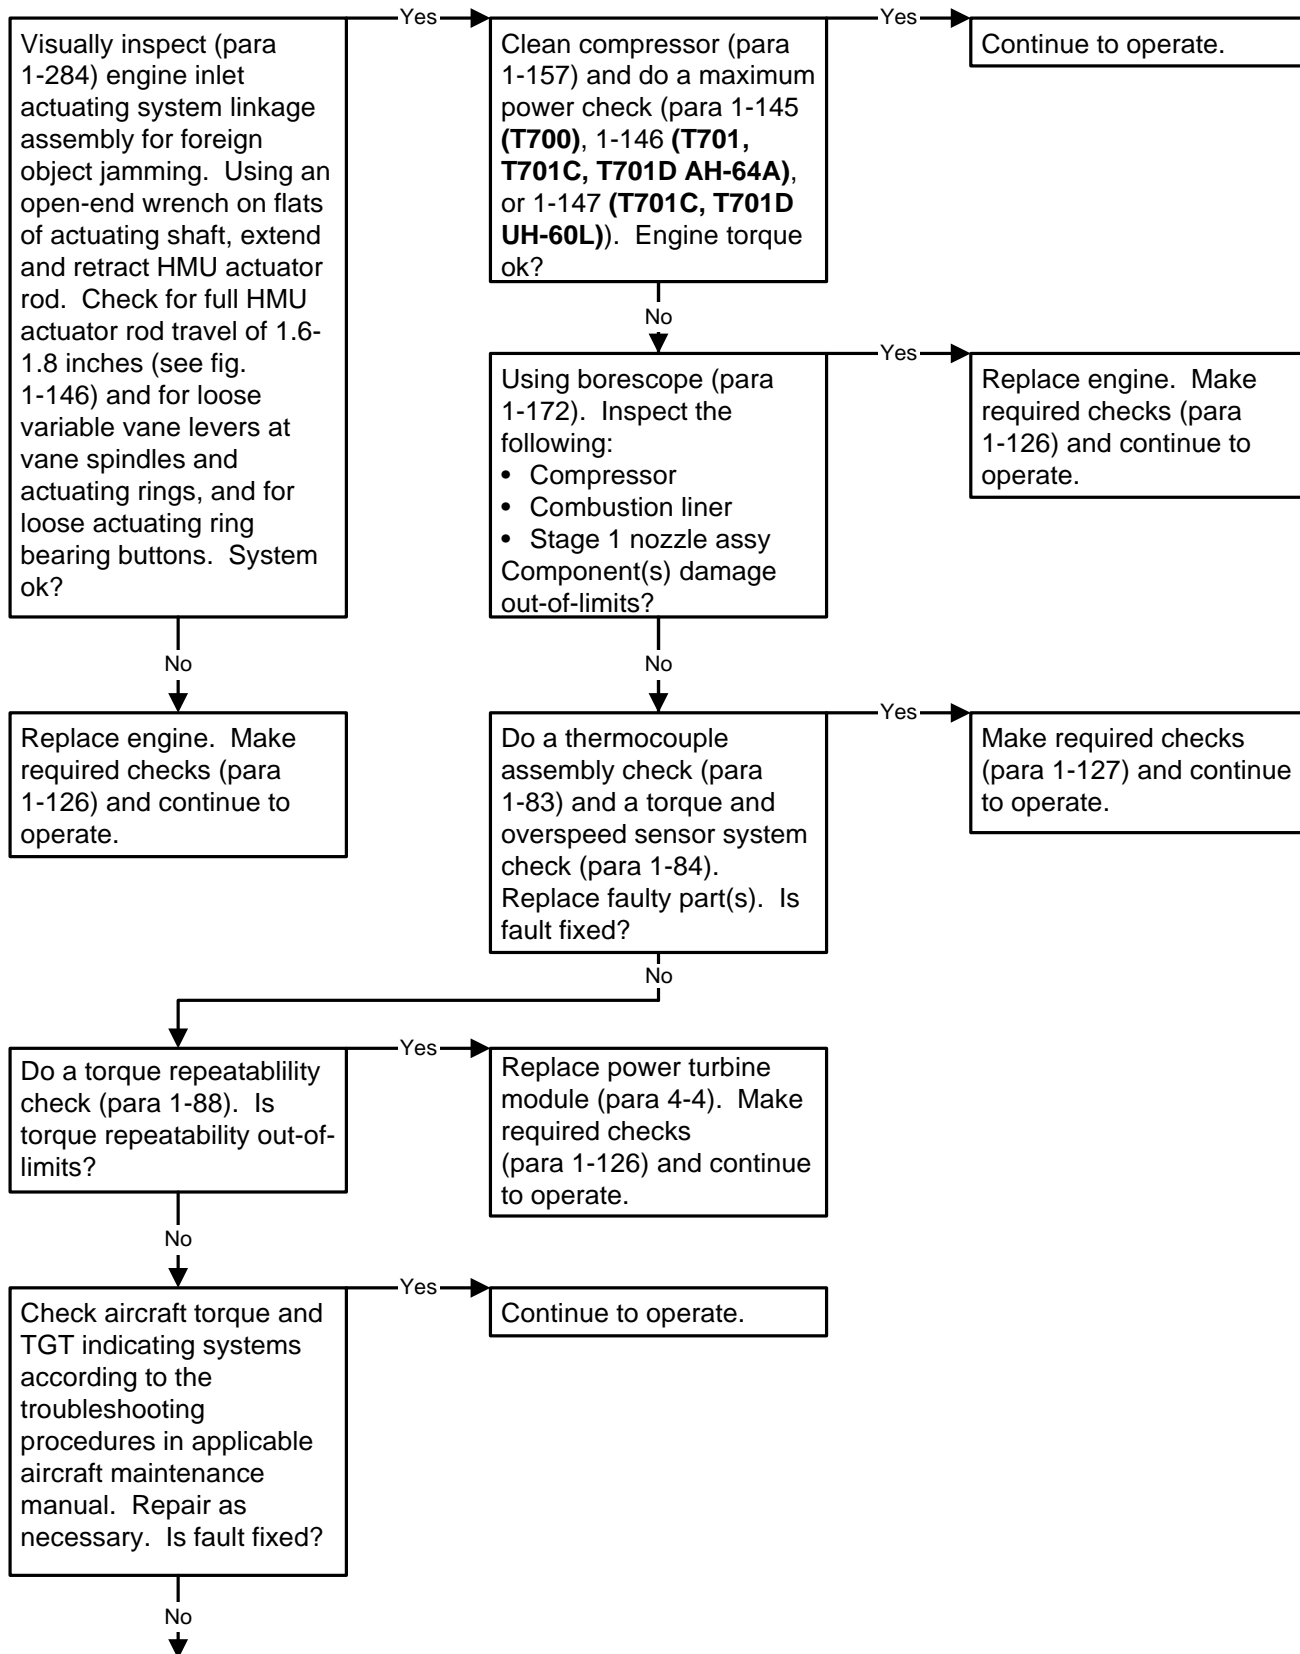 Yes
Visually inspect (para
1-284) engine inlet
actuating system linkage
assembly for foreign
object jamming.  Using an
open-end wrench on flats
of actuating shaft, extend
and retract HMU actuator
rod.  Check for full HMU
actuator rod travel of 1.6-
1.8 inches (see fig.
1-146) and for loose
variable vane levers at
vane spindles and
actuating rings, and for
loose actuating ring
bearing buttons.  System
ok?
Clean compressor (para
1-157) and do a maximum
power check (para 1-145
(T700), 1-146 (T701,
T701C, T701D AH-64A),
or 1-147 (T701C, T701D
UH-60L)).  Engine torque
ok?
Yes
Continue to operate.
No
Using borescope (para
1-172).  Inspect the
following:
• Compressor
• Combustion liner
• Stage 1 nozzle assy
Component(s) damage
out-of-limits?
Yes
Replace engine.  Make
required checks (para
1-126) and continue to
operate.
No
Replace engine.  Make
required checks (para
1-126) and continue to
operate.
No
Do a thermocouple
assembly check (para
1-83) and a torque and
overspeed sensor system
check (para 1-84).
Replace faulty part(s).  Is
fault fixed?
Yes
Make required checks
(para 1-127) and continue
to operate.
No
Do a torque repeatablility
check (para 1-88).  Is
torque repeatability out-of-
limits?
Yes
Replace power turbine
module (para 4-4).  Make
required checks
(para 1-126) and continue
to operate.
No
Check aircraft torque and
TGT indicating systems
according to the
troubleshooting
procedures in applicable
aircraft maintenance
manual.  Repair as
necessary.  Is fault fixed?
Yes
Continue to operate.
No